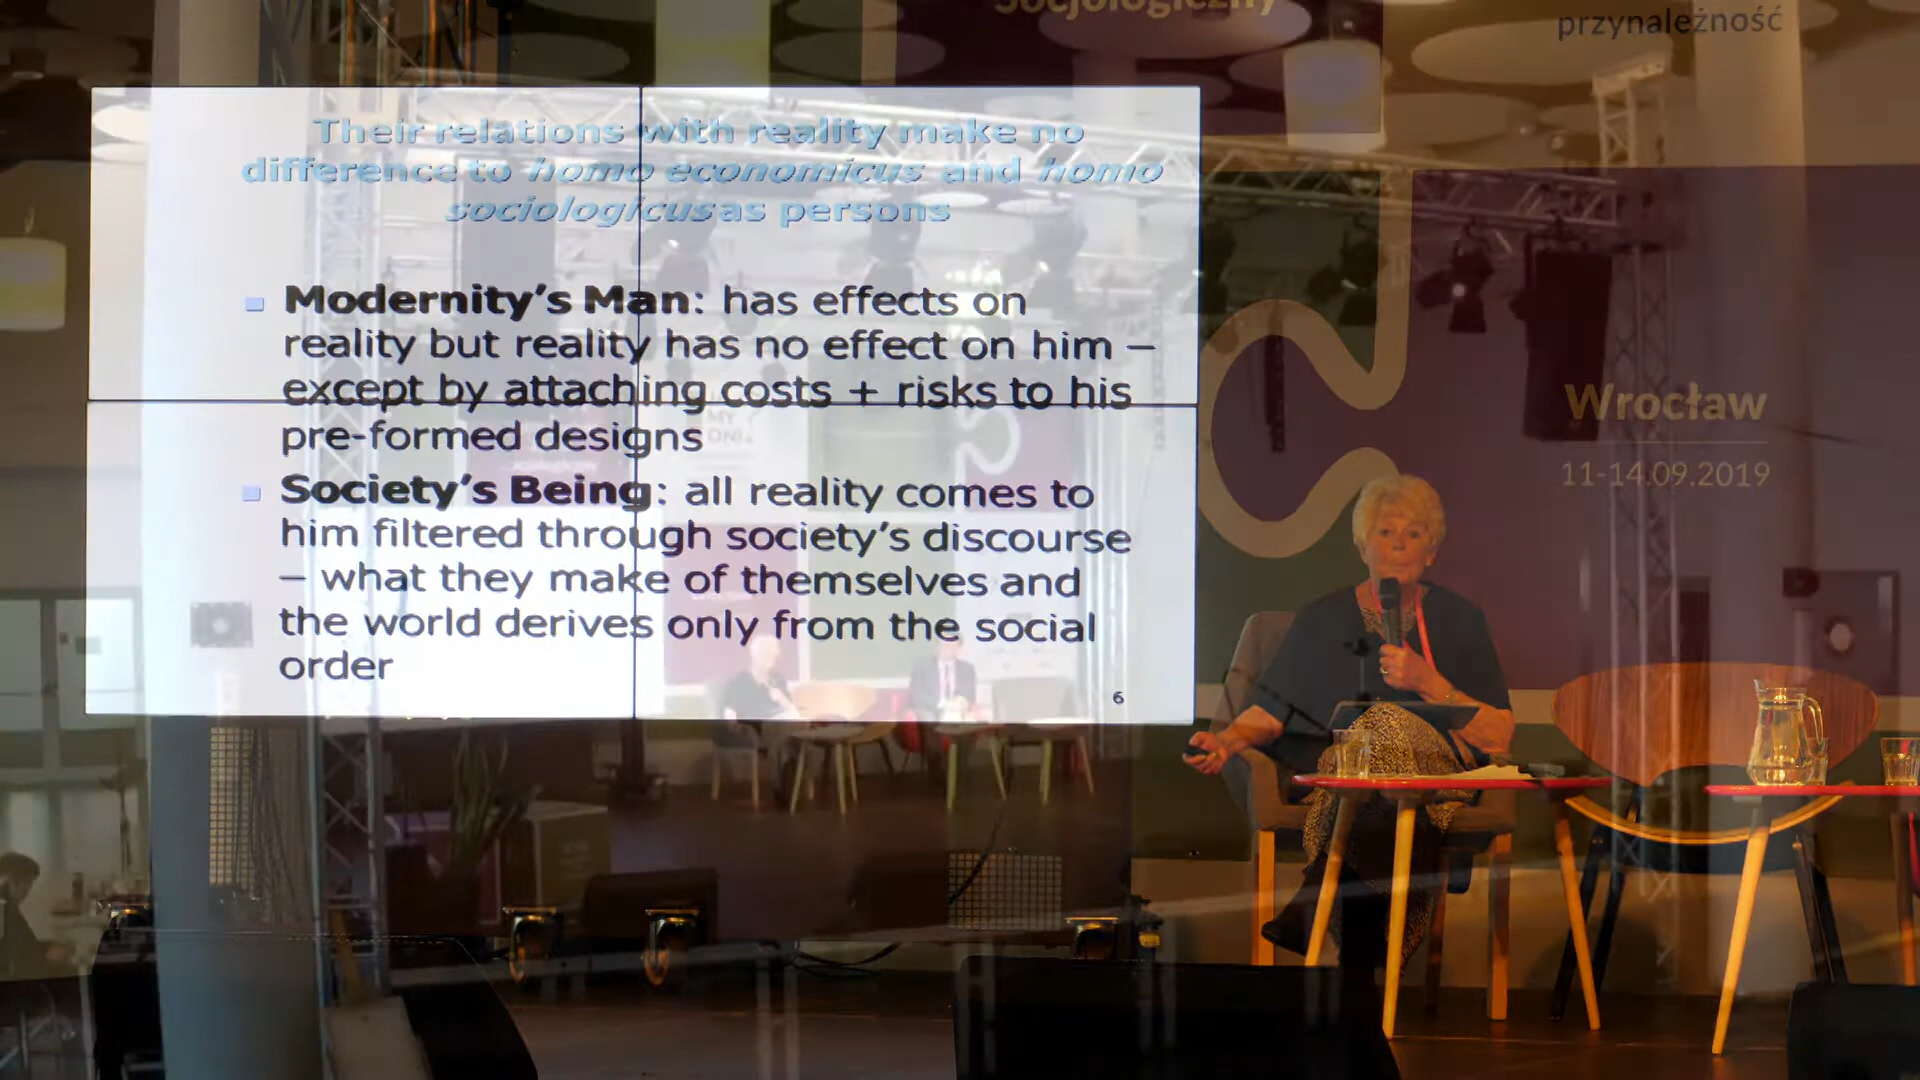 Socjologiczny
przynależność
Their relations with reality make no
difference to homo economicus and homo
sociologicus as persons
Modernity's Man: has effects on
reality but reality has no effect on him –
except by attaching costs + risks to his
pre-formed designs
Society's Being: all reality comes to
him filtered through society's discourse
– what they make of themselves and
the world derives only from the social
order
6
Wrocław
11-14.09.2019